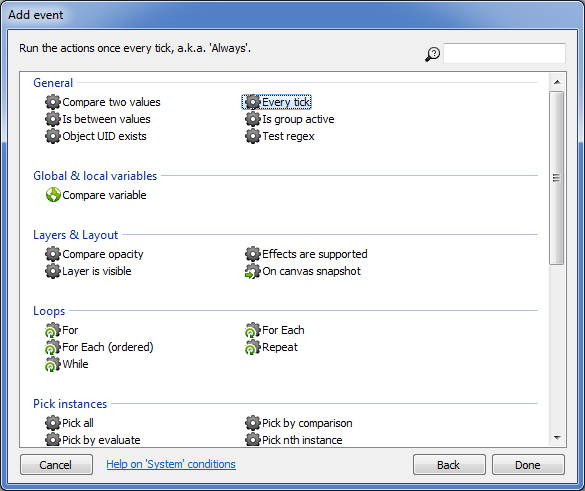 Add event
Run the actions once every tick, a.k.a. 'Always'.
General
Compare two values Every tick
Is between values Is group active
Object UID exists Test regex
Global & local variables
Compare variable
Layers & Layout
Compare opacity Effects are supported
Layer is visible On canvas snapshot
Loops
For For Each
For Each (ordered) Repeat
While
Pick instances
Pick all Pick by comparison
Pick by evaluate Pick nth instance
Cancel Help on 'System' conditions Back Done